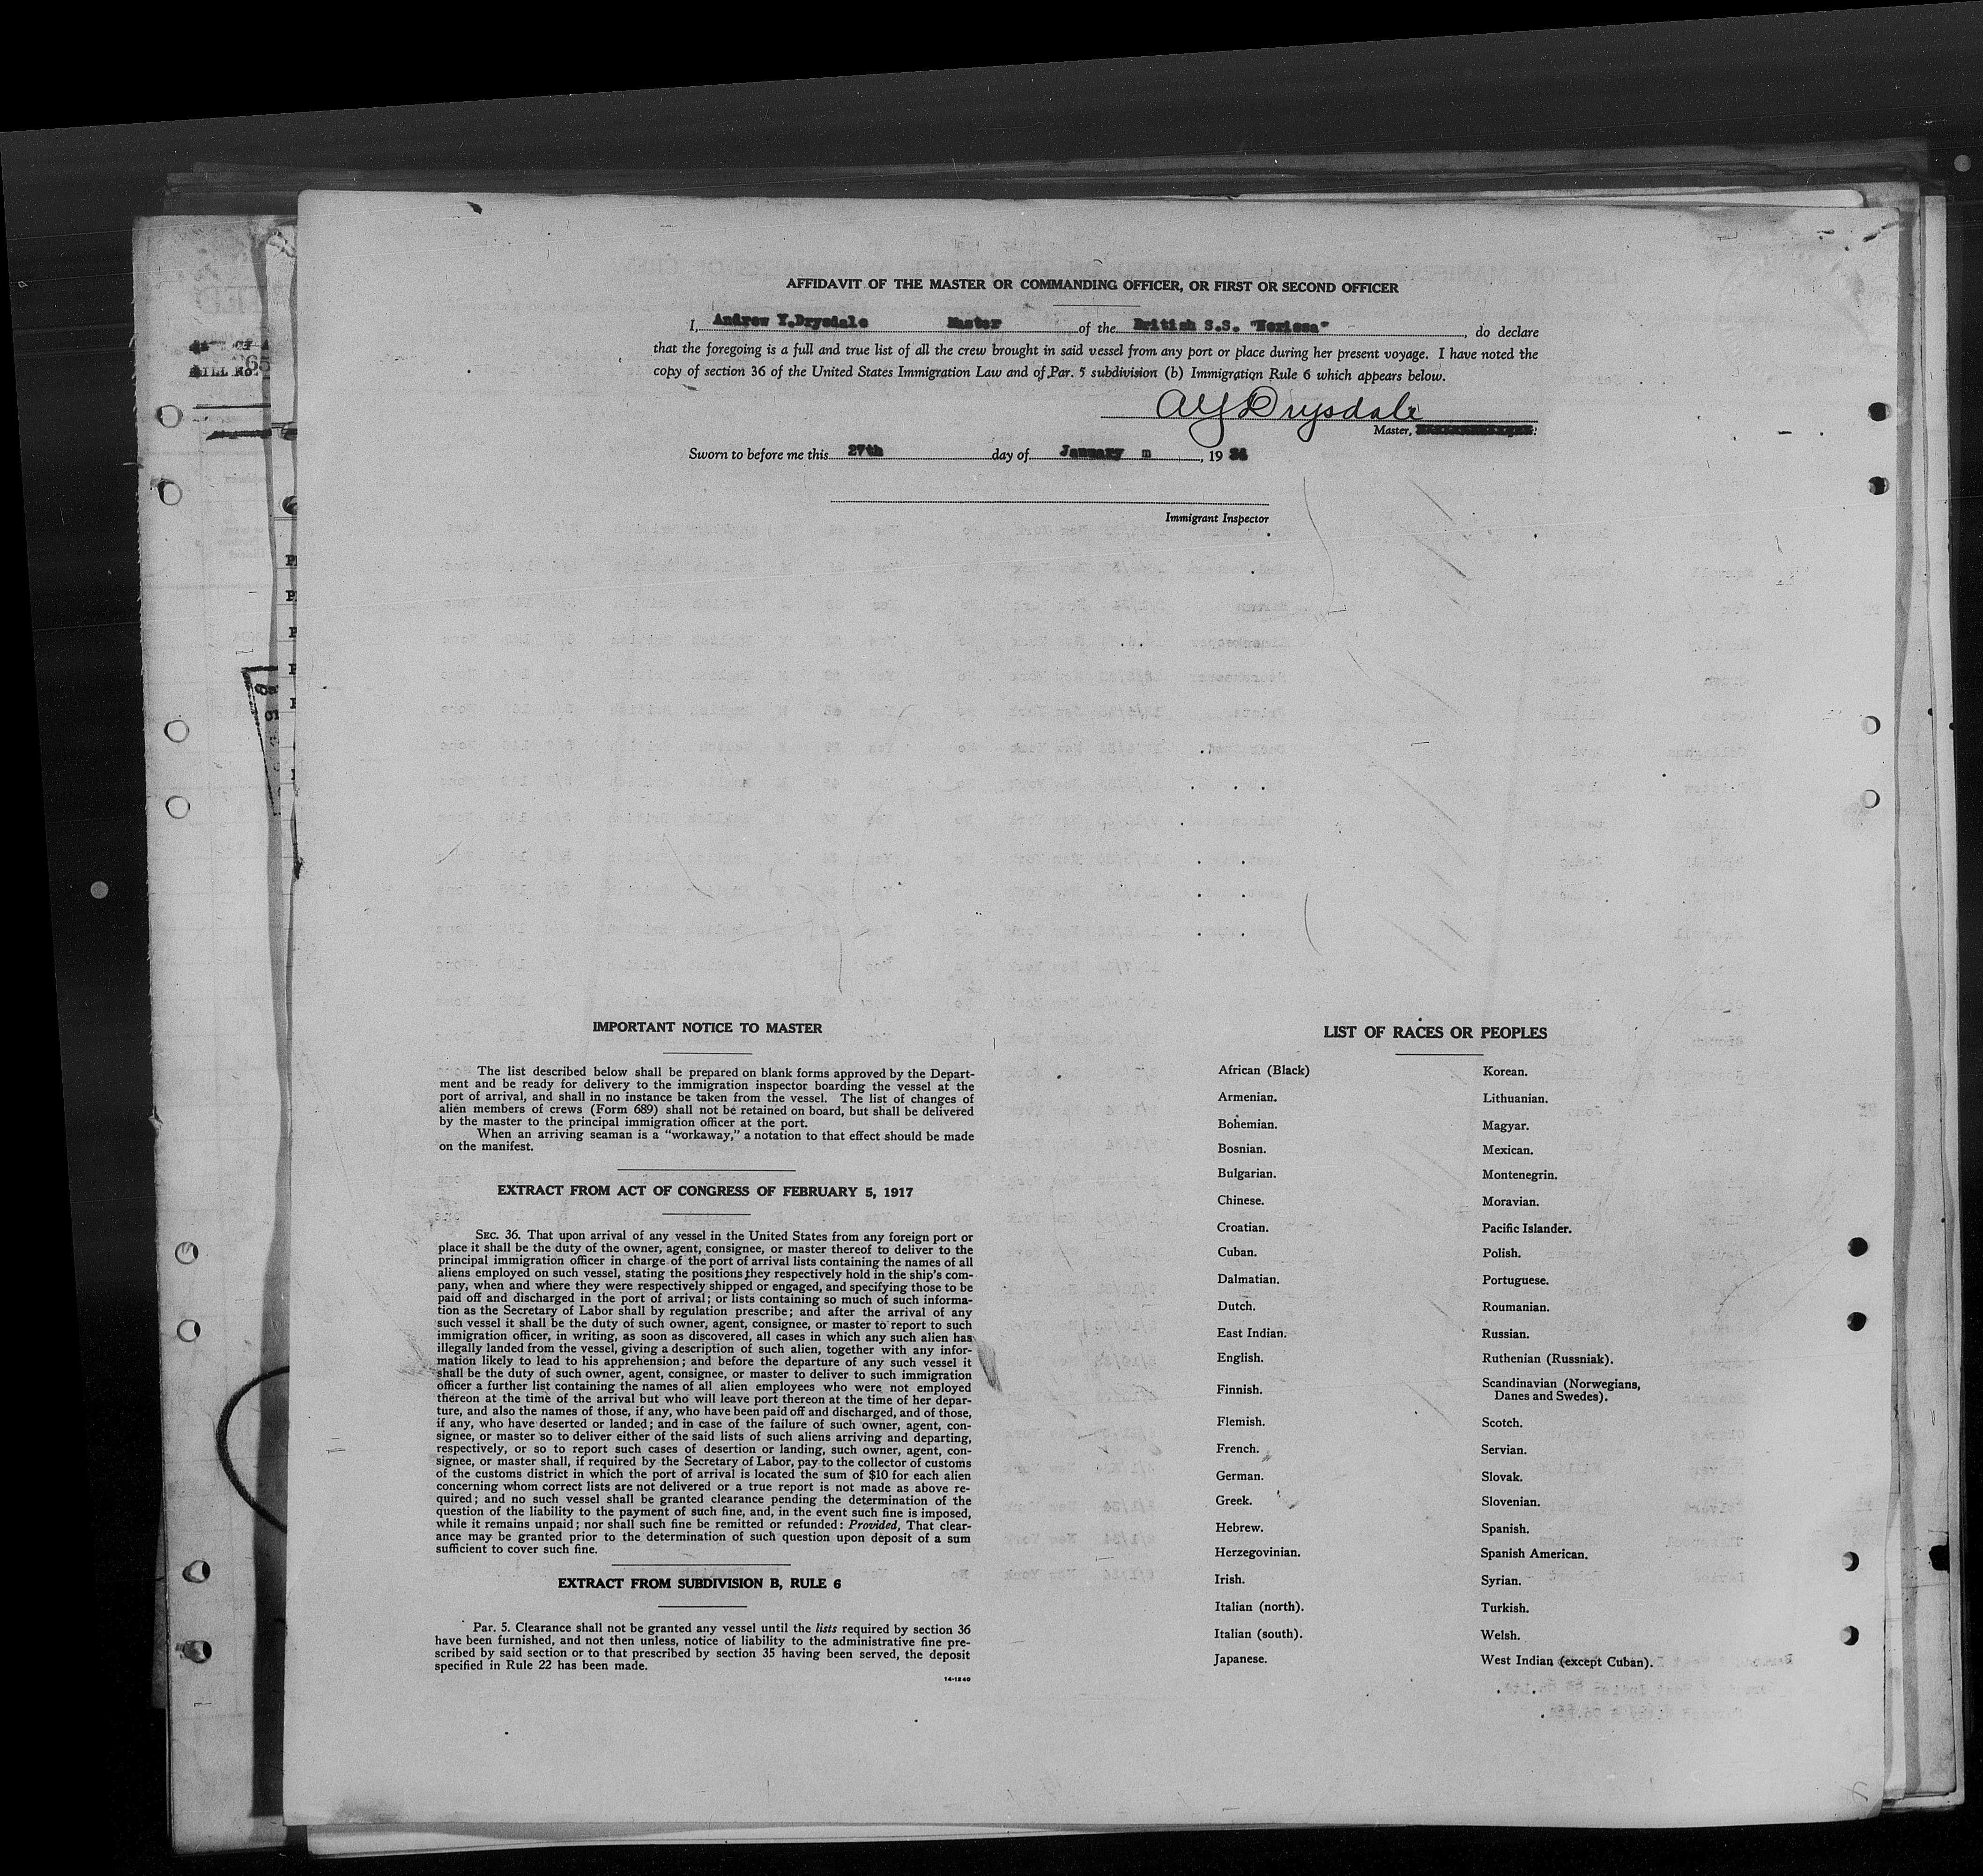 AFFIDAVIT OF THE MASTER OR COMMANDING OFFICER, OR FIRST OR SECOND OFFICER
I, Andrew Y. Drysdale Master of the British S.S. "Nerissa", do declare
that the foregoing is a full and true list of all the crew brought in said vessel from any port or place during her present voyage. I have noted the
copy of section 36 of the United States Immigration Law and of Par. 5 subdivision (b) Immigration Rule 6 which appears below.
AY Drysdale
Master,
Sworn to before me this 27th day of January m, 19 34
Immigrant Inspector
IMPORTANT NOTICE TO MASTER
The list described below shall be prepared on blank forms approved by the Depart-
ment and be ready for delivery to the immigration inspector boarding the vessel at the
port of arrival, and shall in no instance be taken from the vessel. The list of changes of
alien members of crews (Form 689) shall not be retained on board, but shall be delivered
by the master to the principal immigration officer at the port.
When an arriving seaman is a "workaway," a notation to that effect should be made
on the manifest.
EXTRACT FROM ACT OF CONGRESS OF FEBRUARY 5, 1917
SEC. 36. That upon arrival of any vessel in the United States from any foreign port or
place it shall be the duty of the owner, agent, consignee, or master thereof to deliver to the
principal immigration officer in charge of the port of arrival lists containing the names of all
aliens employed on such vessel, stating the positions they respectively hold in the ship's com-
pany, when and where they were respectively shipped or engaged, and specifying those to be
paid off and discharged in the port of arrival; or lists containing so much of such informa-
tion as the Secretary of Labor shall by regulation prescribe; and after the arrival of any
such vessel it shall be the duty of such owner, agent, consignee, or master to report to such
immigration officer, in writing, as soon as discovered, all cases in which any such alien has
illegally landed from the vessel, giving a description of such alien, together with any infor-
mation likely to lead to his apprehension; and before the departure of any such vessel it
shall be the duty of such owner, agent, consignee, or master to deliver to such immigration
officer a further list containing the names of all alien employees who were not employed
thereon at the time of the arrival but who will leave port thereon at the time of her depar-
ture, and also the names of those, if any, who have been paid off and discharged, and of those,
if any, who have deserted or landed; and in case of the failure of such owner, agent, con-
signee, or master so to deliver either of the said lists of such aliens arriving and departing,
respectively, or so to report such cases of desertion or landing, such owner, agent, con-
signee, or master shall, if required by the Secretary of Labor, pay to the collector of customs
of the customs district in which the port of arrival is located the sum of $10 for each alien
concerning whom correct lists are not delivered or a true report is not made as above re-
quired; and no such vessel shall be granted clearance pending the determination of the
question of the liability to the payment of such fine, and, in the event such fine is imposed,
while it remains unpaid; nor shall such fine be remitted or refunded: Provided, That clear-
ance may be granted prior to the determination of such question upon deposit of a sum
sufficient to cover such fine.
EXTRACT FROM SUBDIVISION B, RULE 6
Par. 5. Clearance shall not be granted any vessel until the lists required by section 36
have been furnished, and not then unless, notice of liability to the administrative fine pre-
scribed by said section or to that prescribed by section 35 having been served, the deposit
specified in Rule 22 has been made.
14-1240
LIST OF RACES OR PEOPLES
African (Black)
Armenian.
Bohemian.
Bosnian.
Bulgarian.
Chinese.
Croatian.
Cuban.
Dalmatian.
Dutch.
East Indian.
English.
Finnish.
Flemish.
French.
German.
Greek.
Hebrew.
Herzegovinian.
Irish.
Italian (north).
Italian (south).
Japanese.
Korean.
Lithuanian.
Magyar.
Mexican.
Montenegrin.
Moravian.
Pacific Islander.
Polish.
Portuguese.
Roumanian.
Russian.
Ruthenian (Russniak).
Scandinavian (Norwegians,
Danes and Swedes).
Scotch.
Servian.
Slovak.
Slovenian.
Spanish.
Spanish American.
Syrian.
Turkish.
Welsh.
West Indian (except Cuban).